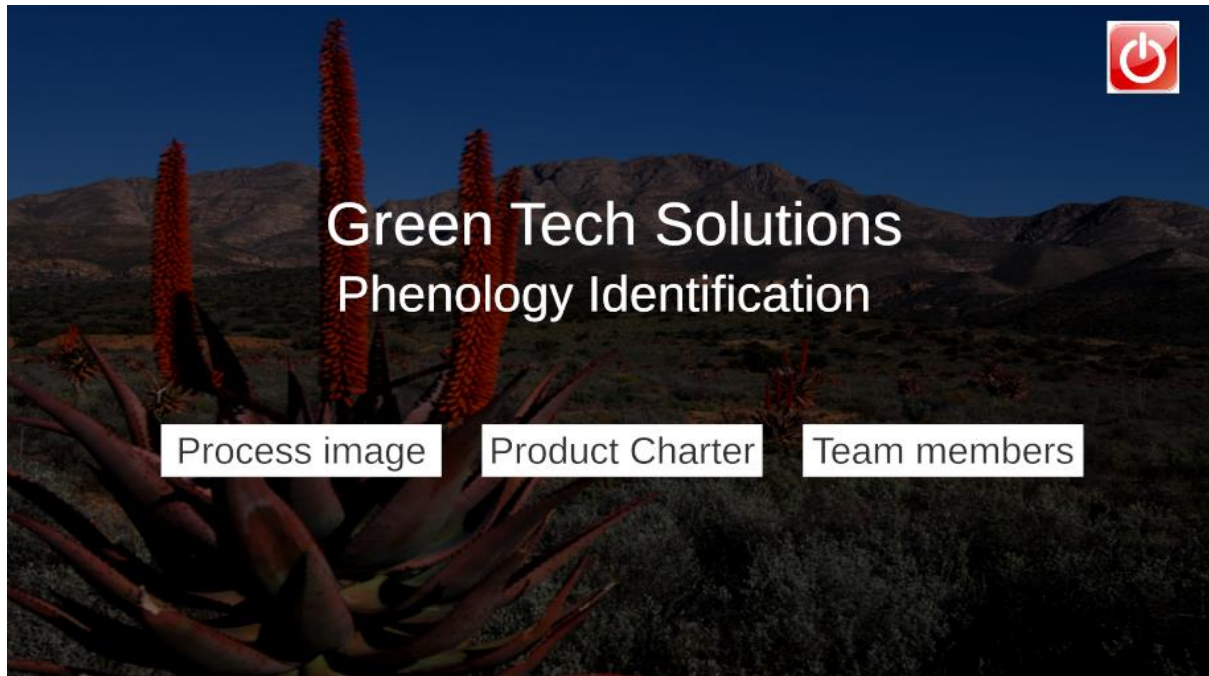 Green Tech Solutions
Phenology Identification
Process image
Product Charter
Team members